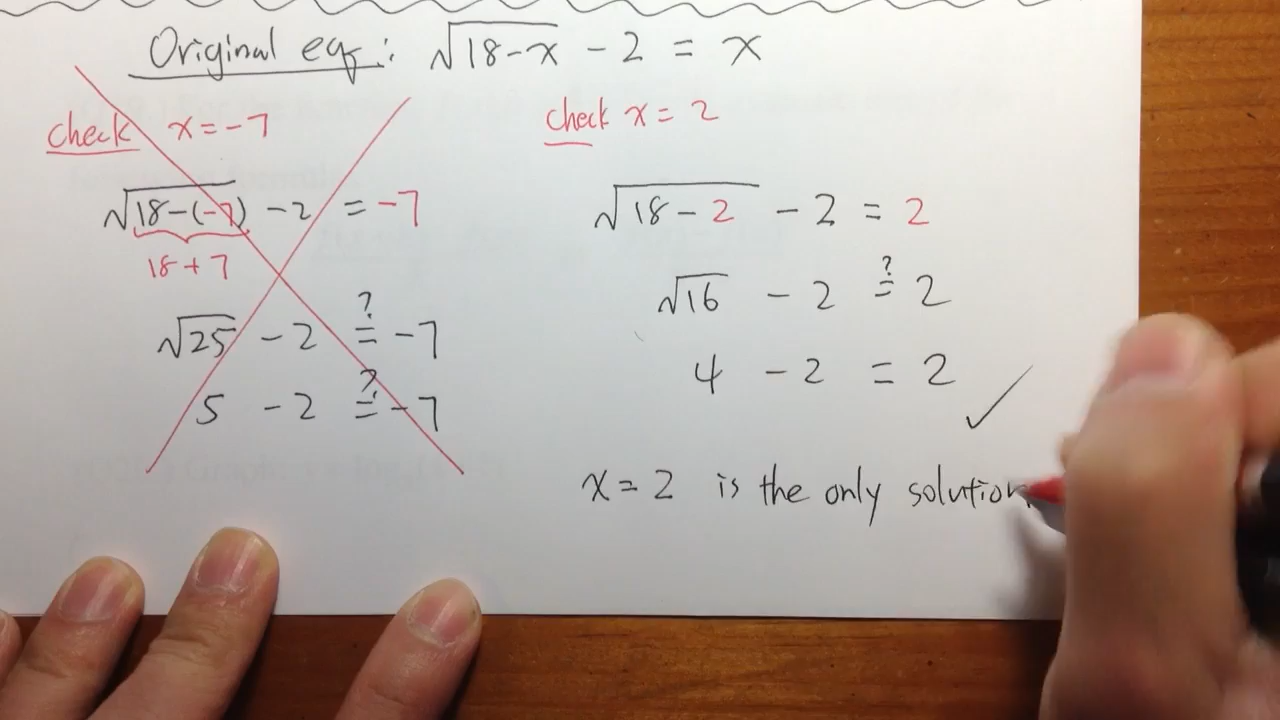 Original eq.: √18-x - 2 = x
check x = -7
√18-(-7) - 2 = -7
18+7
√25 - 2 ?= -7
5 - 2 ?= -7
check x = 2
√18-2 - 2 = 2
√16 - 2 ?= 2
4 - 2 = 2 ✓
x = 2 is the only solution